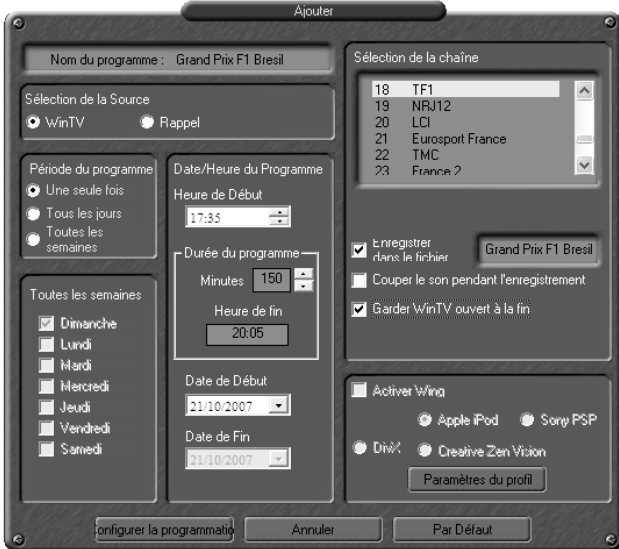 Ajouter
Nom du programme : Grand Prix F1 Bresil
Sélection de la Source
WinTV
Rappel
Période du programme
Une seule fois
Tous les jours
Toutes les
semaines
Toutes les semaines
Dimanche
Lundi
Mardi
Mercredi
Jeudi
Vendredi
Samedi
Date/Heure du Programme
Heure de Début
17:35
Durée du programme
Minutes 150
Heure de fin
20:05
Date de Début
21/10/2007
Date de Fin
21/10/2007
Sélection de la chaîne
18 TF1
19 NRJ12
20 LCI
21 Eurosport France
22 TMC
23 France 2
Enregistrer
dans le fichier
Grand Prix F1 Bresil
Couper le son pendant l'enregistrement
Garder WinTV ouvert à la fin
Activer Wing
Apple iPod
Sony PSP
DivX
Creative Zen Vision
Paramètres du profil
onfigurer la programmatio
Annuler
Par Défaut